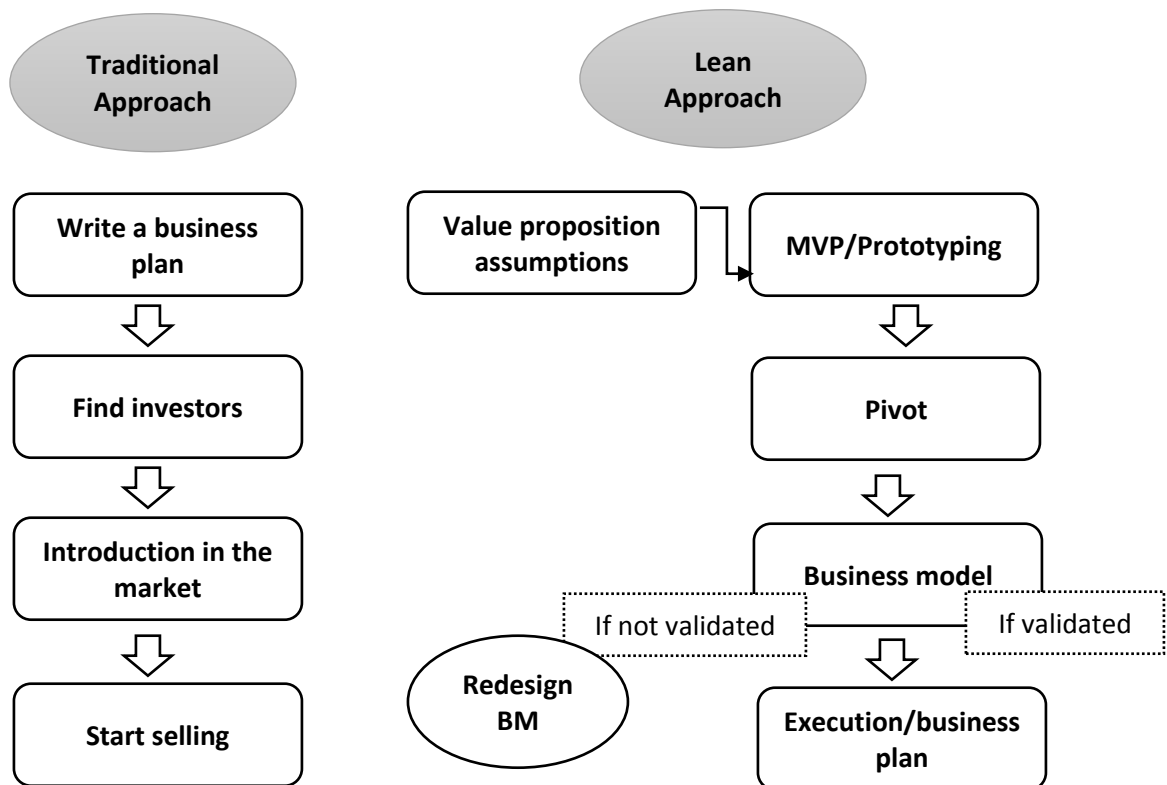 Traditional
Approach
Write a business
plan
Find investors
Introduction in the
market
Start selling
Lean
Approach
Value proposition
assumptions
MVP/Prototyping
Pivot
Business model
If not validated
If validated
Redesign
BM
Execution/business
plan